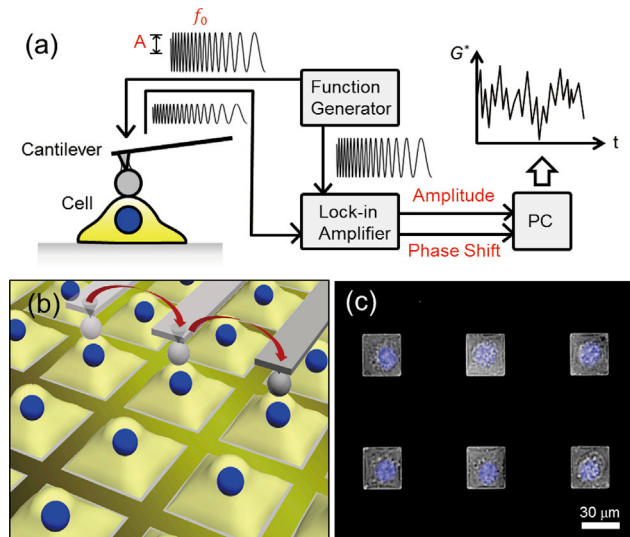 (a)
f₀
A
Function
Generator
G*
t
Cantilever
Cell
Lock-in
Amplifier
Amplitude
Phase Shift
PC
(b)
(c)
30 μm